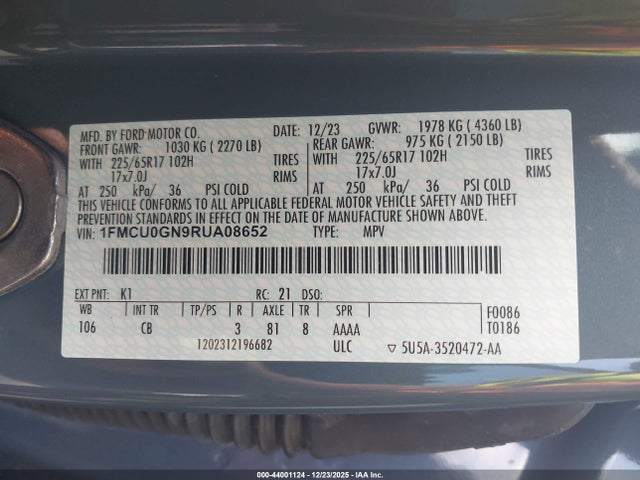 MFD. BY FORD MOTOR CO. DATE: 12/23 GVWR: 1978 KG ( 4360 LB)
FRONT GAWR: 1030 KG ( 2270 LB) REAR GAWR: 975 KG ( 2150 LB)
WITH 225/65R17 102H TIRES WITH 225/65R17 102H TIRES
17x7.0J RIMS 17x7.0J RIMS
AT 250 kPa/ 36 PSI COLD AT 250 kPa/ 36 PSI COLD
THIS VEHICLE CONFORMS TO ALL APPLICABLE FEDERAL MOTOR VEHICLE SAFETY AND THEFT
PREVENTION STANDARDS IN EFFECT ON THE DATE OF MANUFACTURE SHOWN ABOVE.
VIN: 1FMCU0GN9RUA08652 TYPE: MPV
EXT PNT: K1 RC: 21 DSO:
WB INT TR TP/PS R AXLE TR SPR F0086
106 CB 3 81 8 AAAA T0186
1202312196682 ULC ▽ 5U5A-3520472-AA
000-44001124 - 12/23/2025 - IAA Inc.